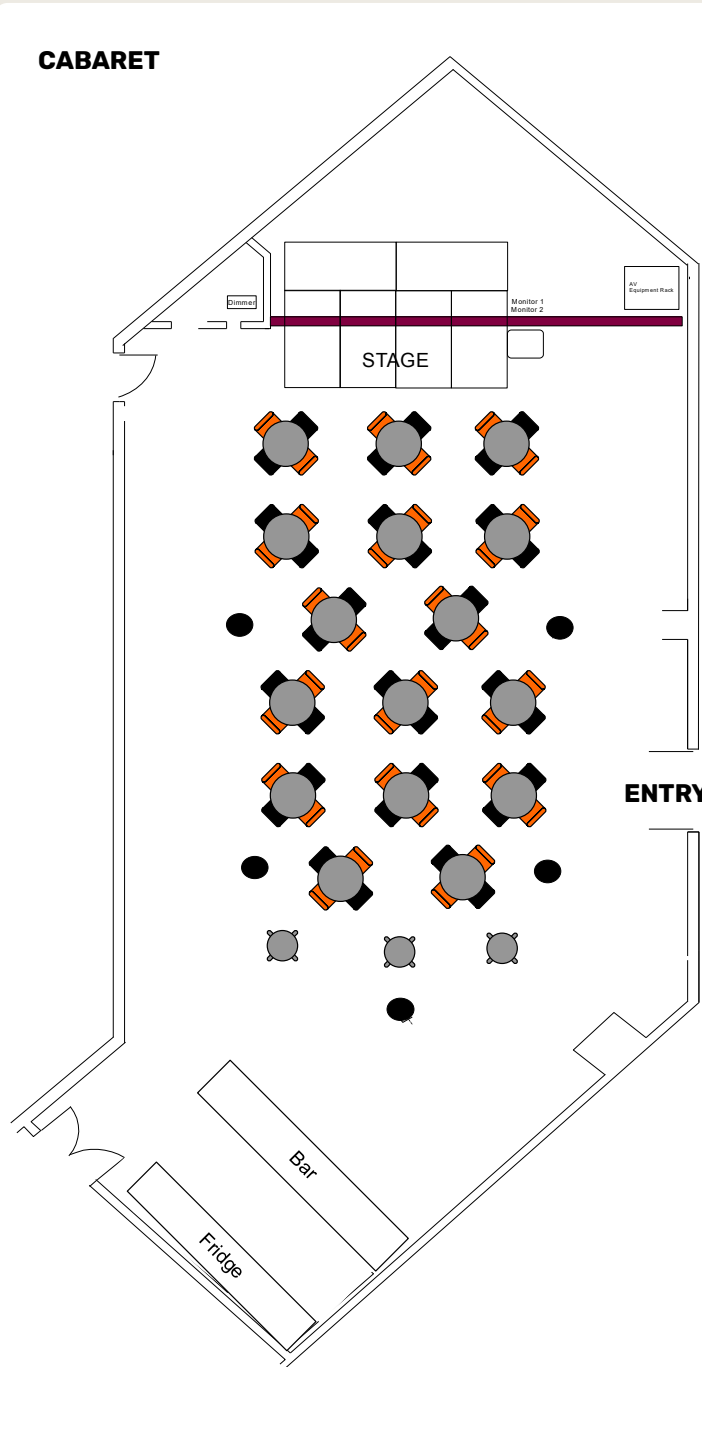 CABARET
Dimmer
Monitor 1
Monitor 2
AV
Equipment Rack
STAGE
ENTRY
Bar
Fridge